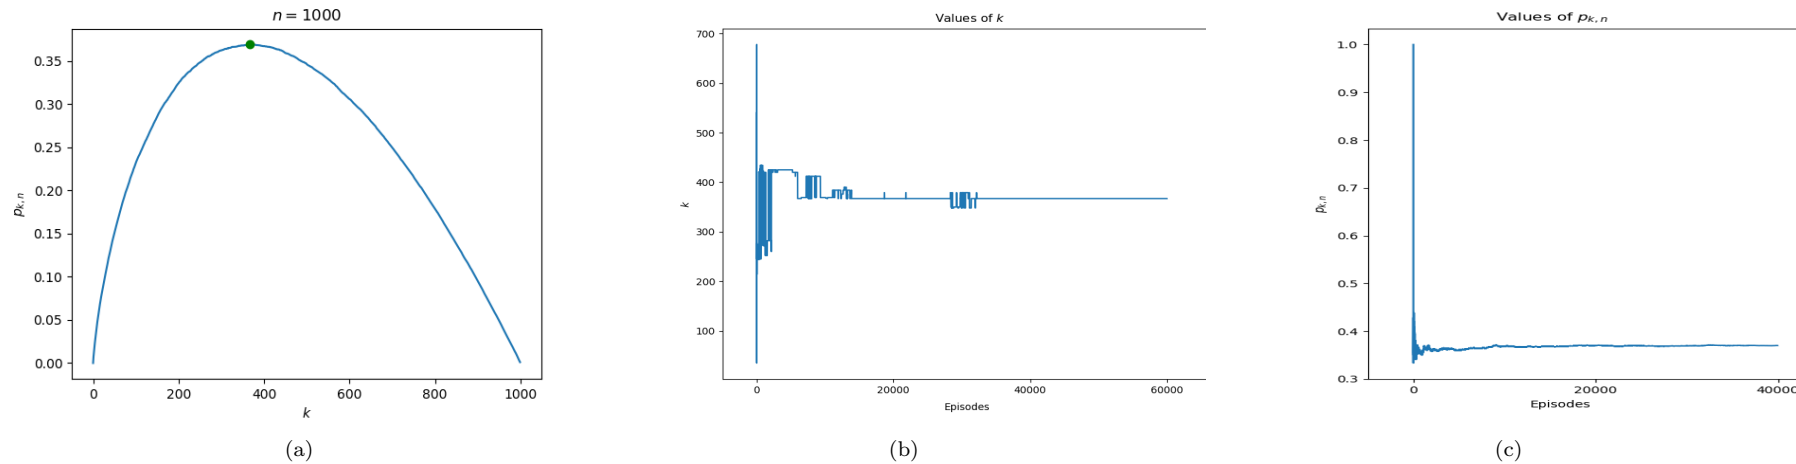 n = 1000
0.35
0.30
0.25
0.20
0.15
0.10
0.05
0.00
p_{k,n}
0 200 400 600 800 1000
k
(a)
Values of k
700
600
500
400
300
200
100
k
0 20000 40000 60000
Episodes
(b)
Values of p_{k,n}
1.0
0.9
0.8
0.7
0.6
0.5
0.4
0.3
p_{k,n}
0 20000 40000
Episodes
(c)